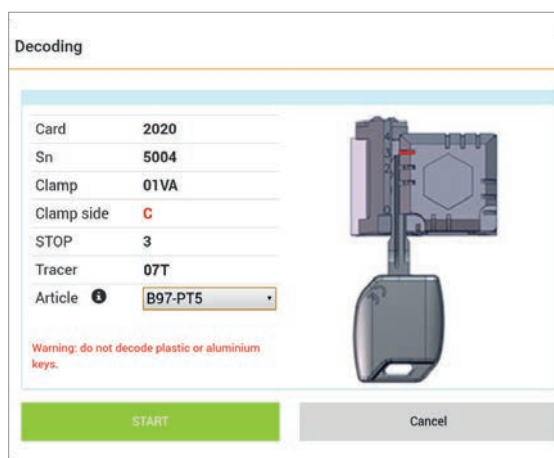 Decoding
Card 2020
Sn 5004
Clamp 01VA
Clamp side C
STOP 3
Tracer 07T
Article B97-PT5
Warning: do not decode plastic or aluminium
keys.
START Cancel